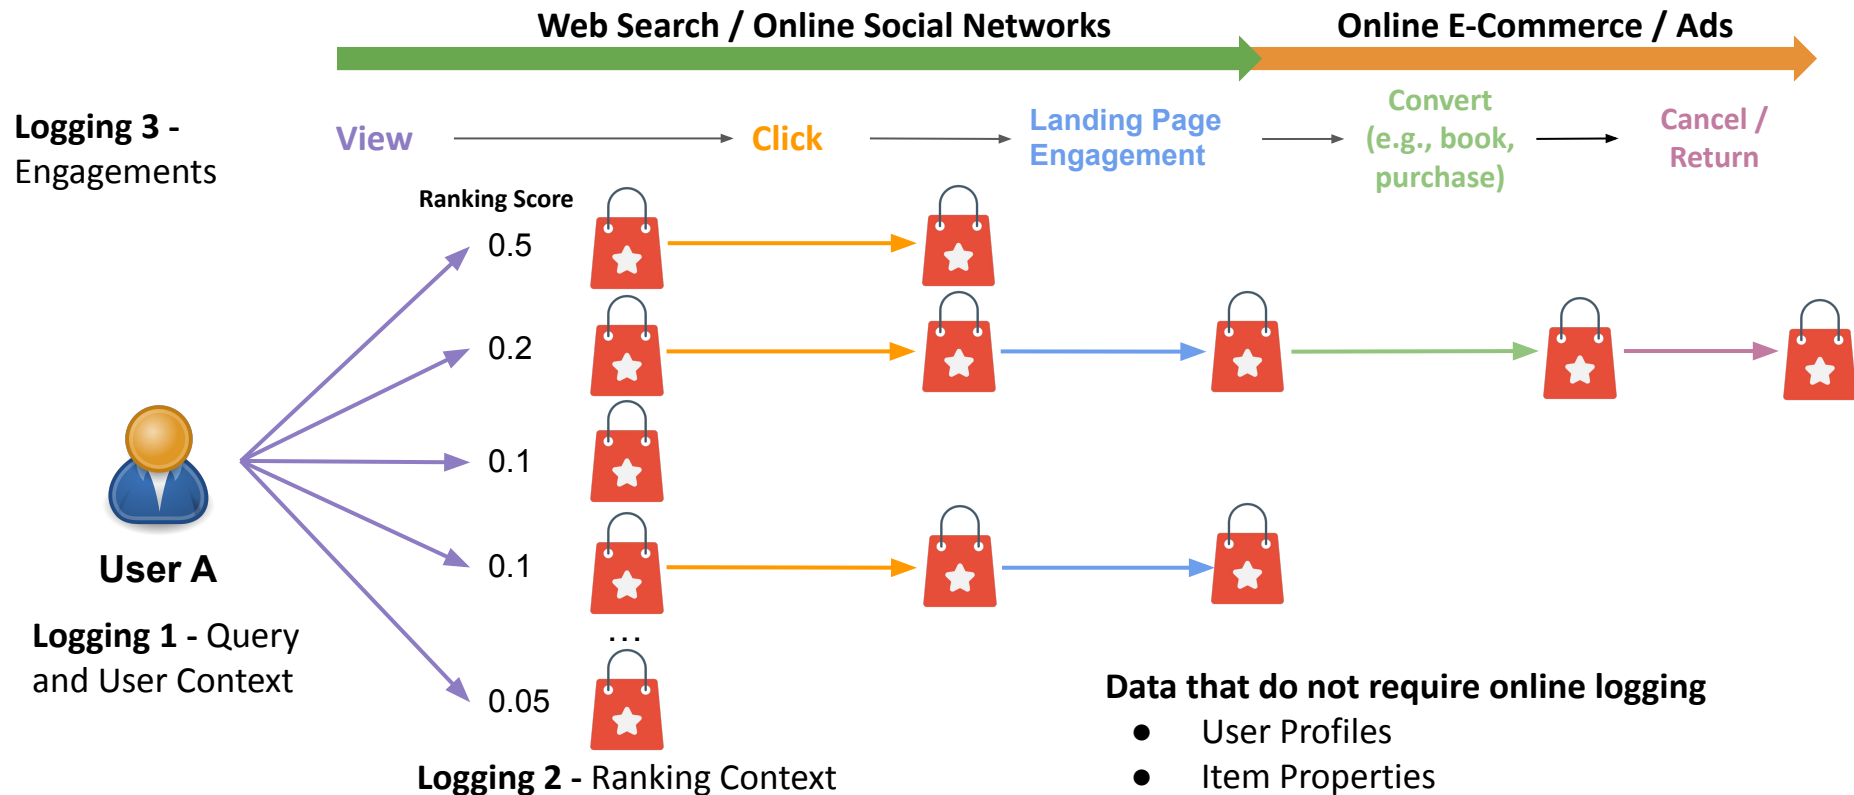 Web Search / Online Social Networks
Online E-Commerce / Ads
Logging 3 -
Engagements
View
Click
Landing Page
Engagement
Convert
(e.g., book,
purchase)
Cancel /
Return
Ranking Score
0.5
0.2
0.1
0.1
...
0.05
User A
Logging 1 - Query
and User Context
Logging 2 - Ranking Context
Data that do not require online logging
● User Profiles
● Item Properties